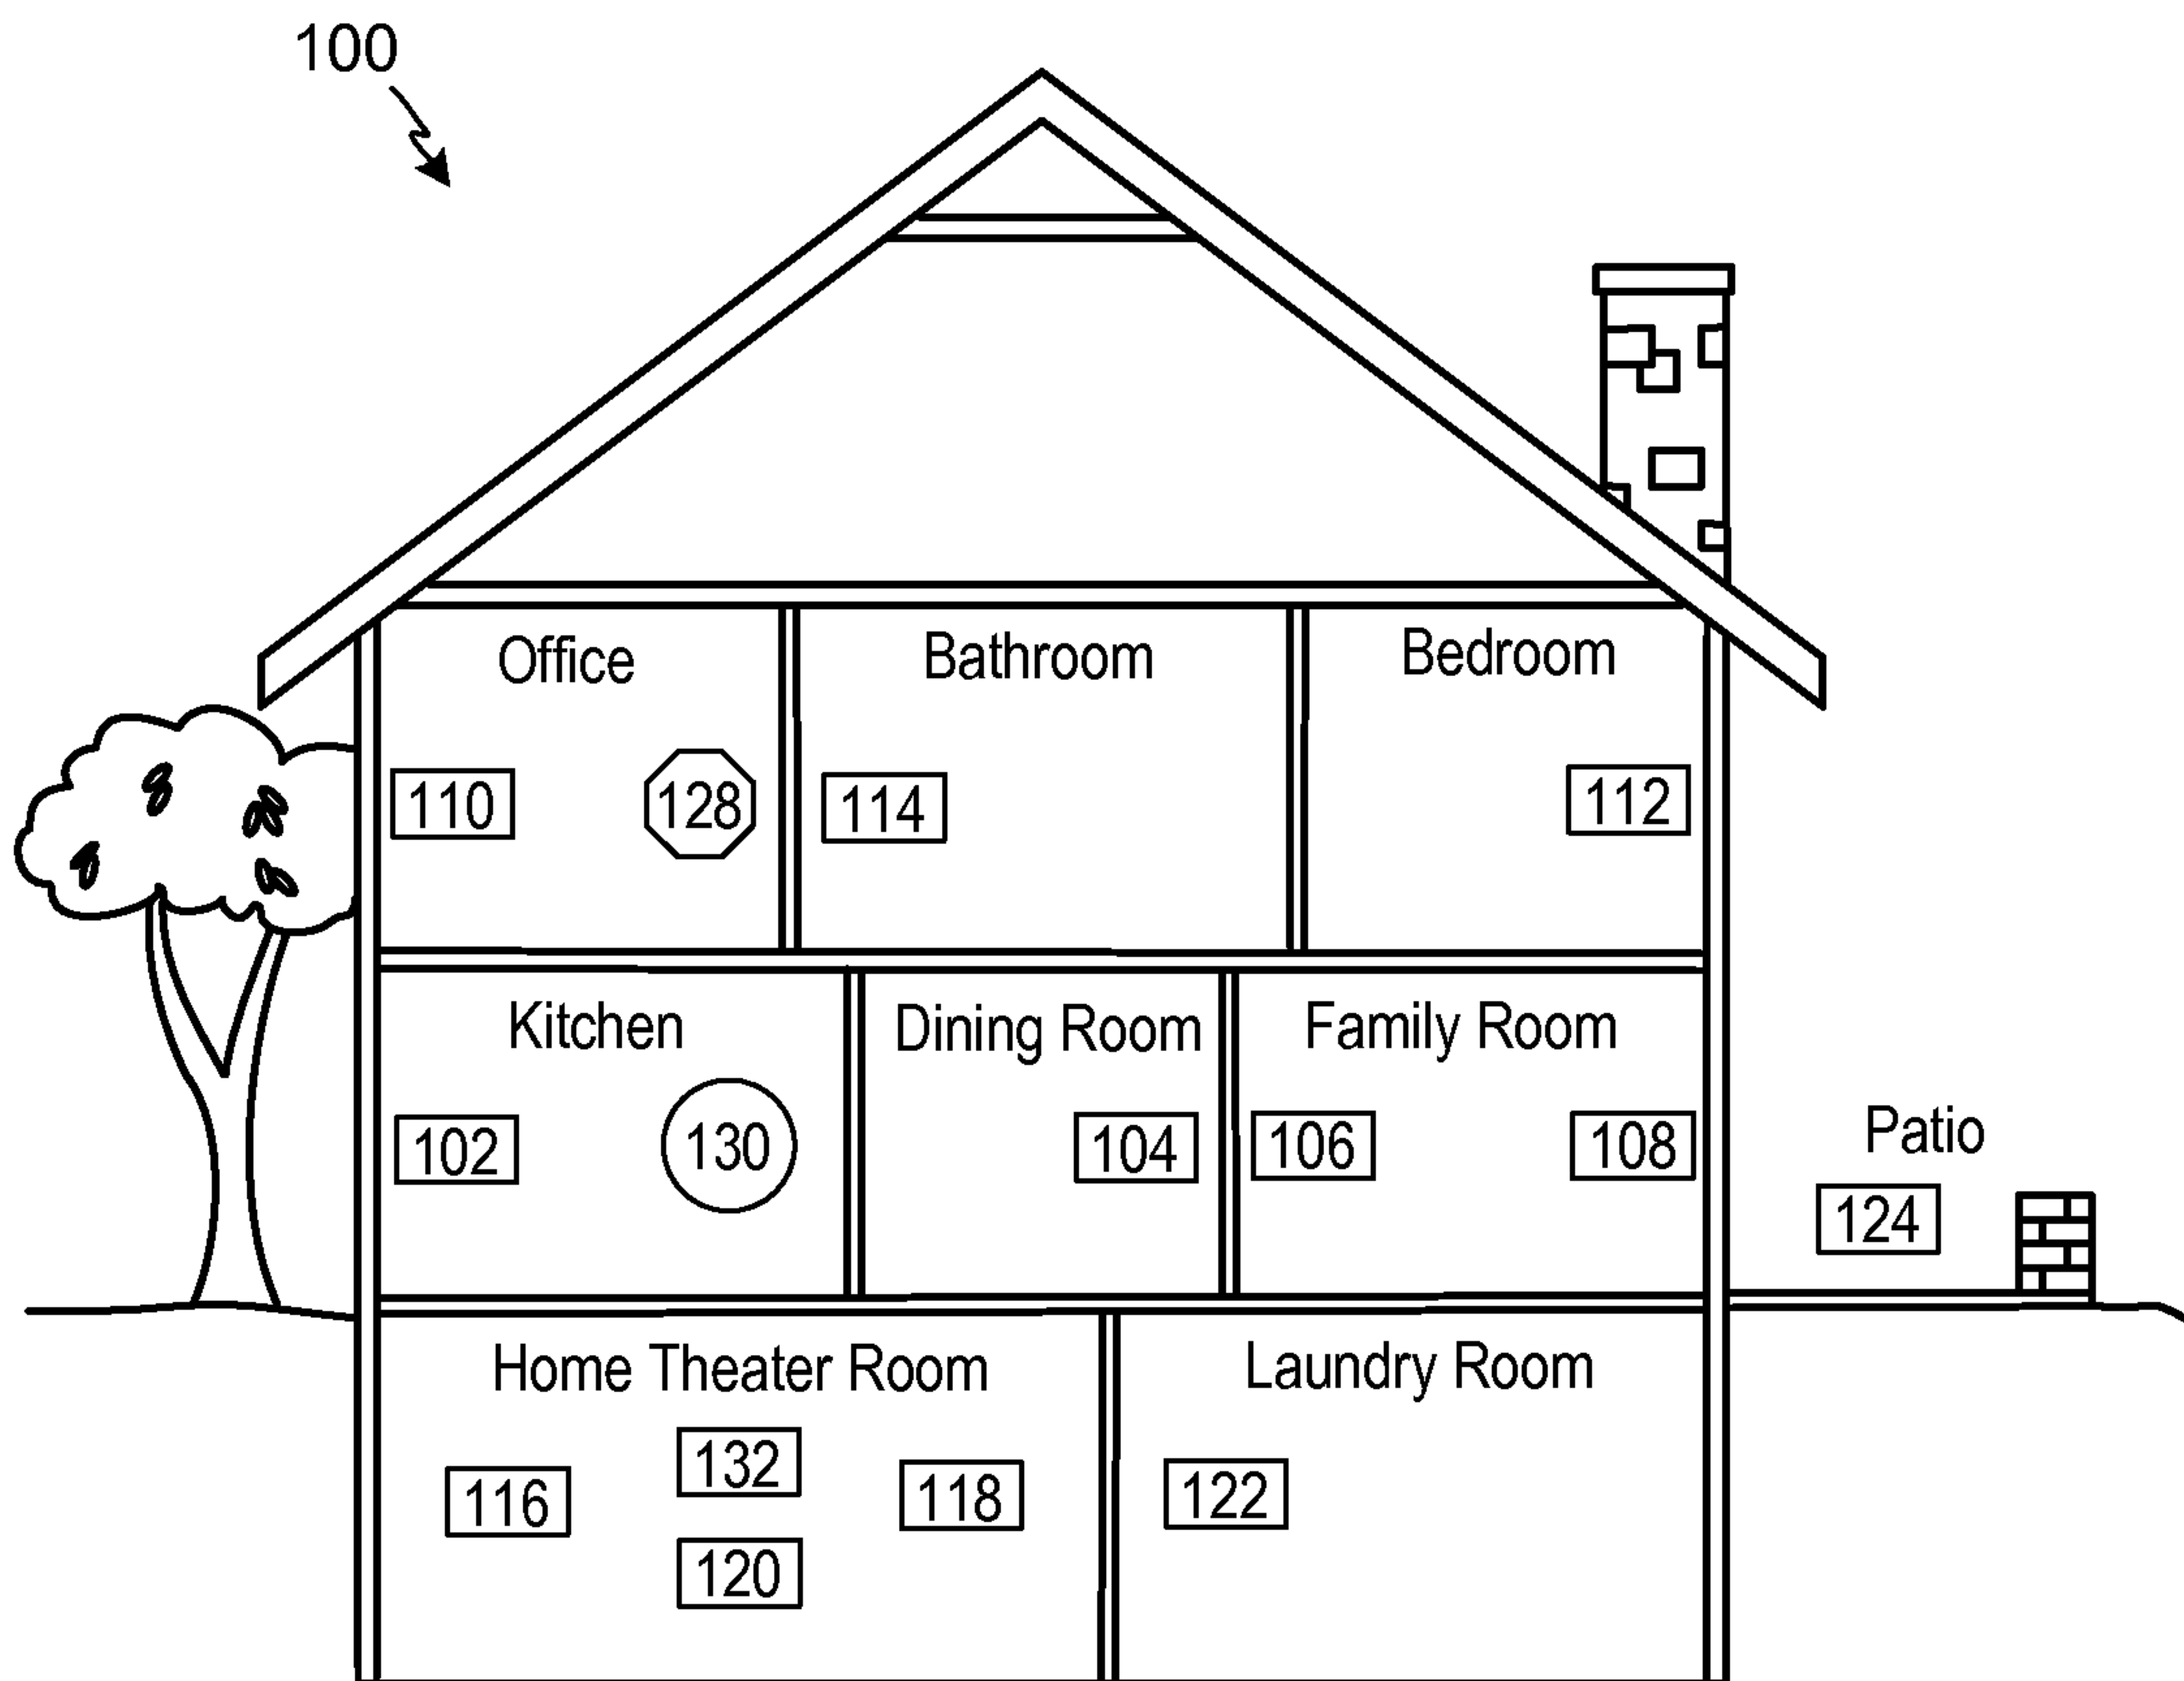 100
Office
Bathroom
Bedroom
110
128
114
112
Kitchen
Dining Room
Family Room
102
130
104
106
108
Patio
124
Home Theater Room
Laundry Room
132
116
118
122
120